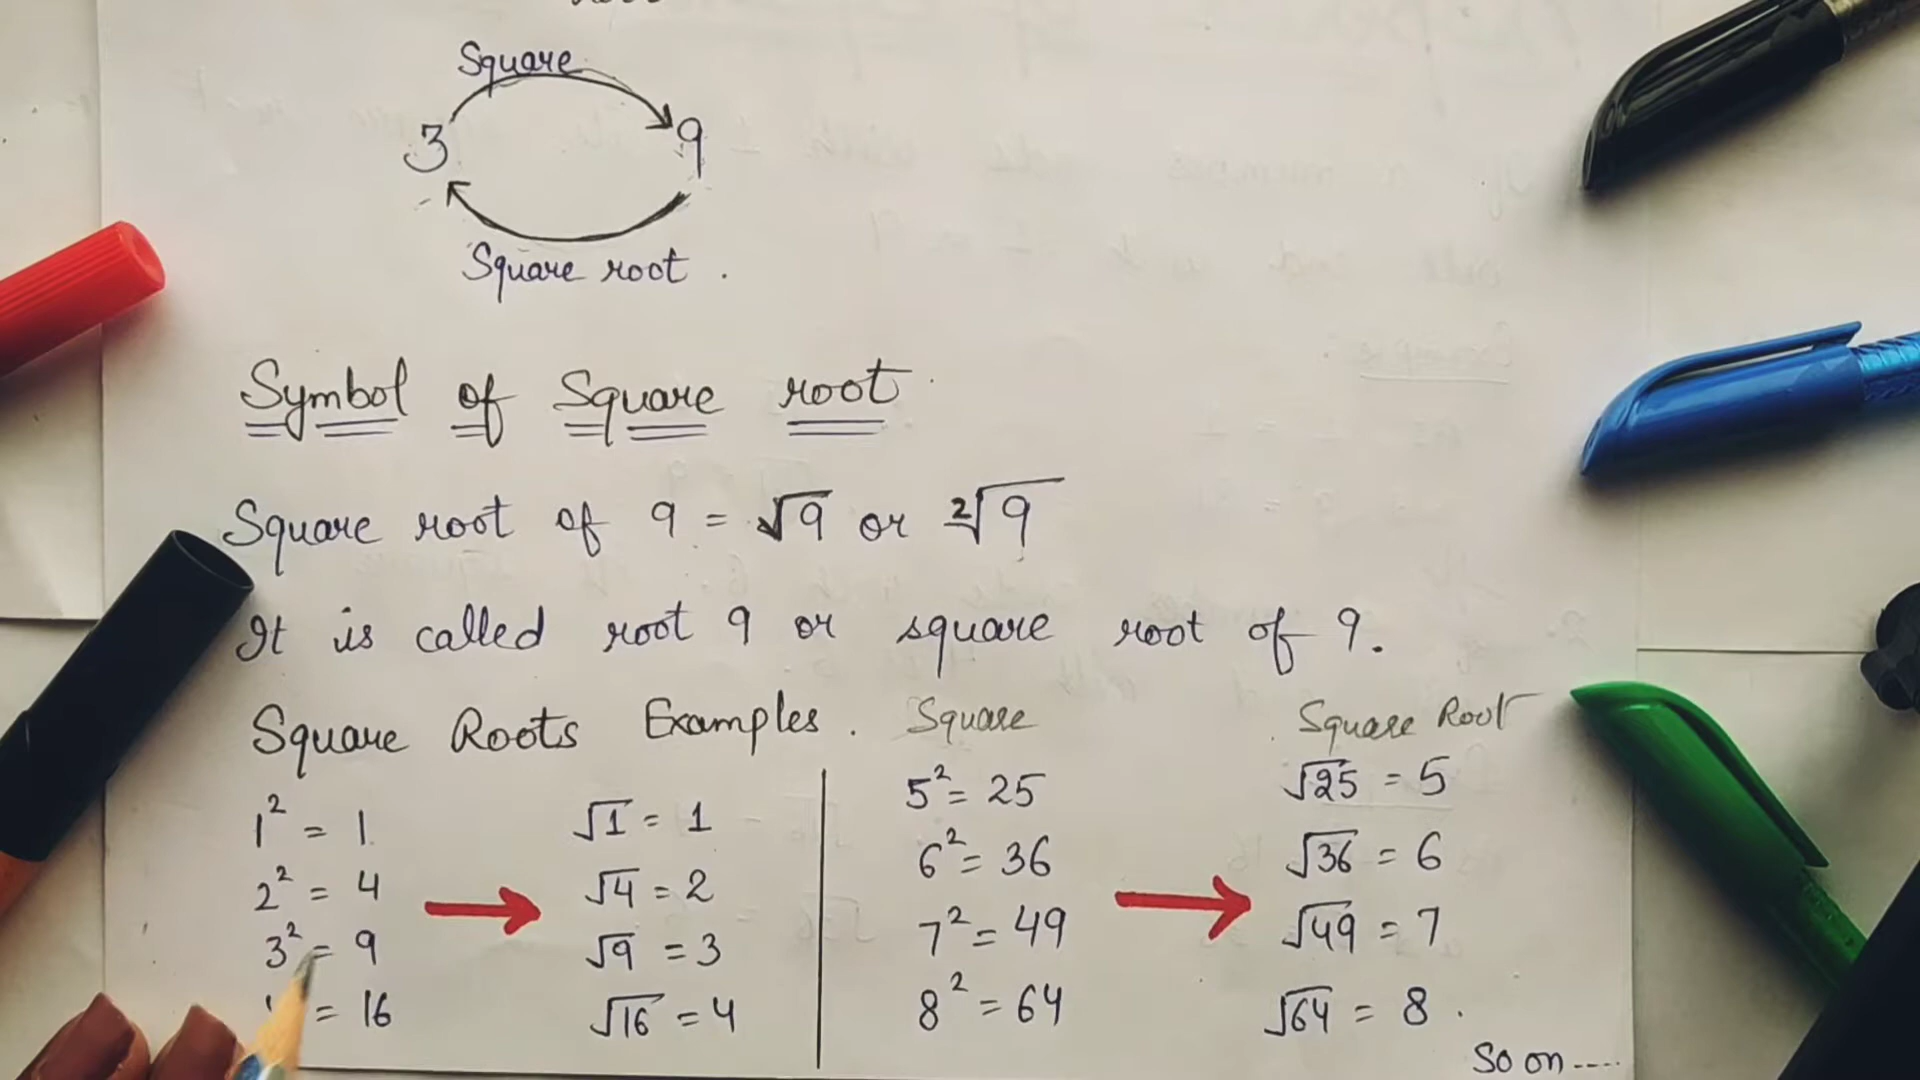 Square
3 9
Square root .
Symbol of Square root
Square root of 9 = √9 or ²√9
It is called root 9 or square root of 9.
Square Roots Examples . Square Square Root
1² = 1 √1 = 1 5² = 25 √25 = 5
2² = 4 √4 = 2 6² = 36 √36 = 6
3² = 9 √9 = 3 7² = 49 √49 = 7
= 16 √16 = 4 8² = 64 √64 = 8 .
So on ----